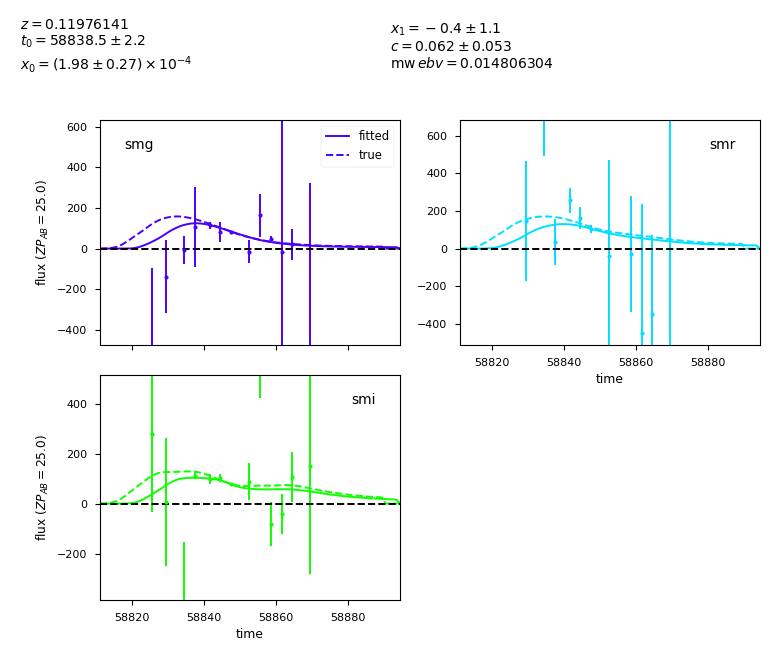 z = 0.11976141
t0 = 58838.5 ± 2.2
x0 = (1.98 ± 0.27) × 10^−4
x1 = −0.4 ± 1.1
c = 0.062 ± 0.053
mw ebv = 0.014806304
smg
fitted
true
600
400
200
0
−200
−400
flux (ZP_AB = 25.0)
smr
600
400
200
0
−200
−400
58820 58840 58860 58880
time
smi
400
200
0
−200
flux (ZP_AB = 25.0)
58820 58840 58860 58880
time